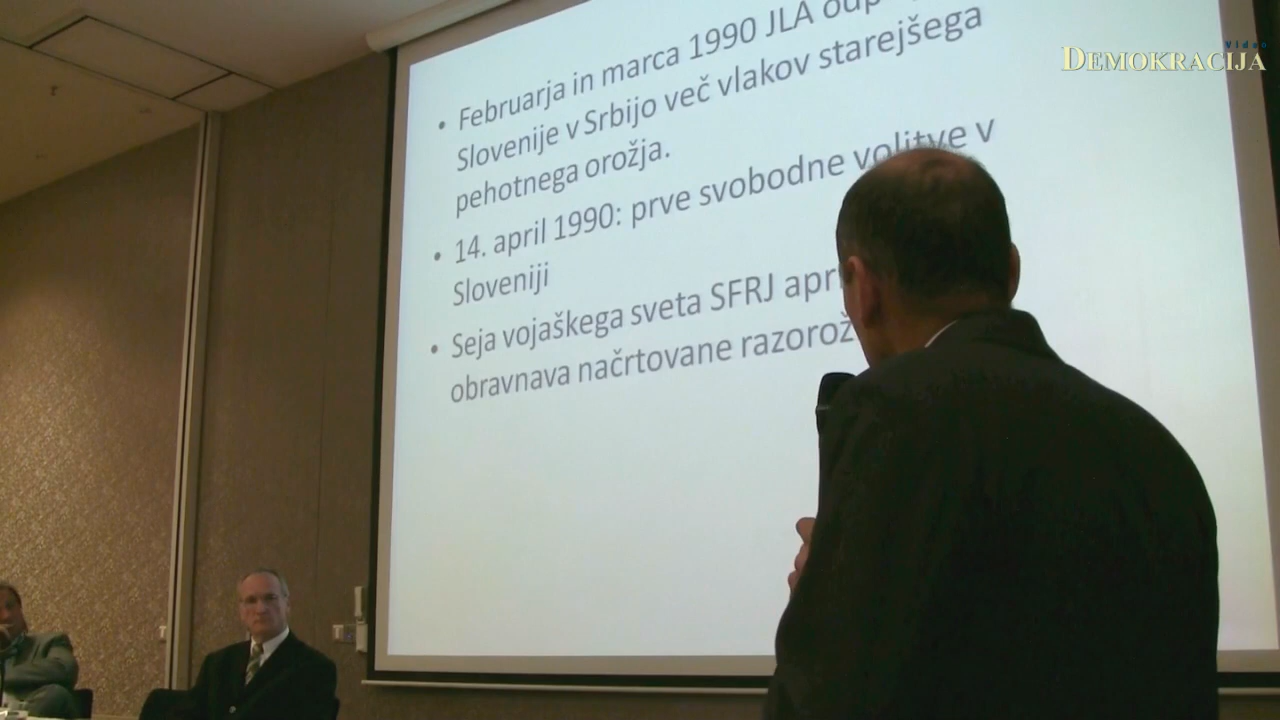 Video
DEMOKRACIJA
• Februarja in marca 1990 JLA
Slovenije v Srbijo več vlakov starejšega
pehotnega orožja.
• 14. april 1990: prve svobodne volitve v
Sloveniji
• Seja vojaškega sveta SFRJ
obravnava načrtovane